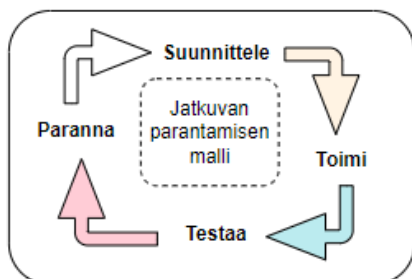 Suunnittele
Jatkuvan
parantamisen
malli
Paranna
Toimi
Testaa